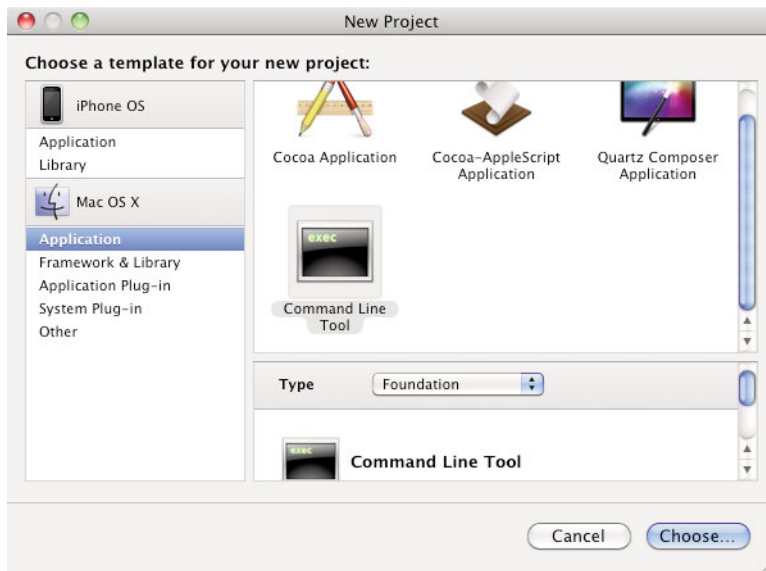 New Project
Choose a template for your new project:
iPhone OS
Application
Library
Mac OS X
Application
Framework & Library
Application Plug-in
System Plug-in
Other
Cocoa Application
Cocoa-AppleScript
Application
Quartz Composer
Application
exec
Command Line
Tool
Type
Foundation
exec
Command Line Tool
Cancel
Choose...